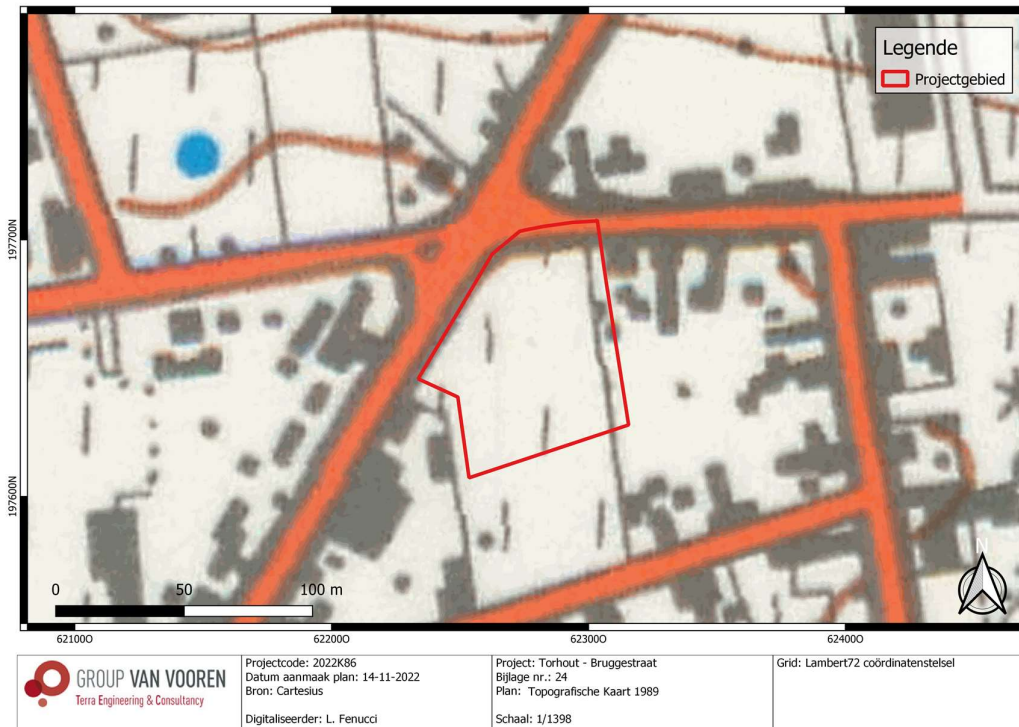 Legende
Projectgebied
197700N
197600N
N
0 50 100 m
621000 622000 623000 624000
GROUP VAN VOOREN
Terra Engineering & Consultancy
Projectcode: 2022K86
Datum aanmaak plan: 14-11-2022
Bron: Cartesius
Digitaliseerder: L. Fenucci
Project: Torhout - Bruggestraat
Bijlage nr.: 24
Plan: Topografische Kaart 1989
Schaal: 1/1398
Grid: Lambert72 coördinatenstelsel